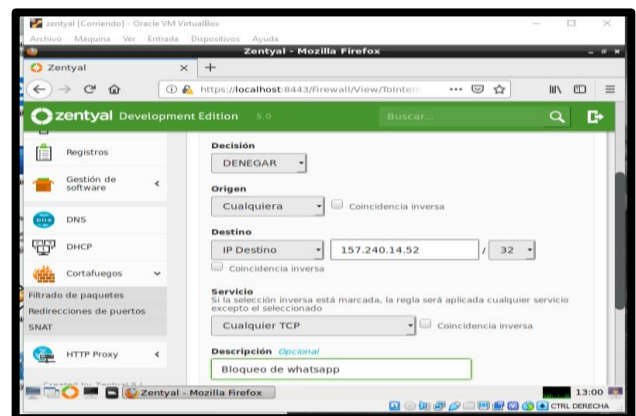 zentyal [Corriendo] - Oracle VM VirtualBox
Archivo Máquina Ver Entrada Dispositivos Ayuda
Zentyal - Mozilla Firefox
Zentyal
https://localhost:8443/Firewall/View/ToIntern
zentyal Development Edition 5.0 Buscar...
Registros
Gestión de software
DNS
DHCP
Cortafuegos
Filtrado de paquetes
Redirecciones de puertos
SNAT
HTTP Proxy
Decisión
DENEGAR
Origen
Cualquiera Coincidencia inversa
Destino
IP Destino 157.240.14.52 / 32
Coincidencia inversa
Servicio
Si la selección inversa está marcada, la regla será aplicada cualquier servicio
excepto el seleccionado
Cualquier TCP Coincidencia inversa
Descripción Opcional
Bloqueo de whatsapp
Zentyal - Mozilla Firefox 13:00
CTRL DERECHA